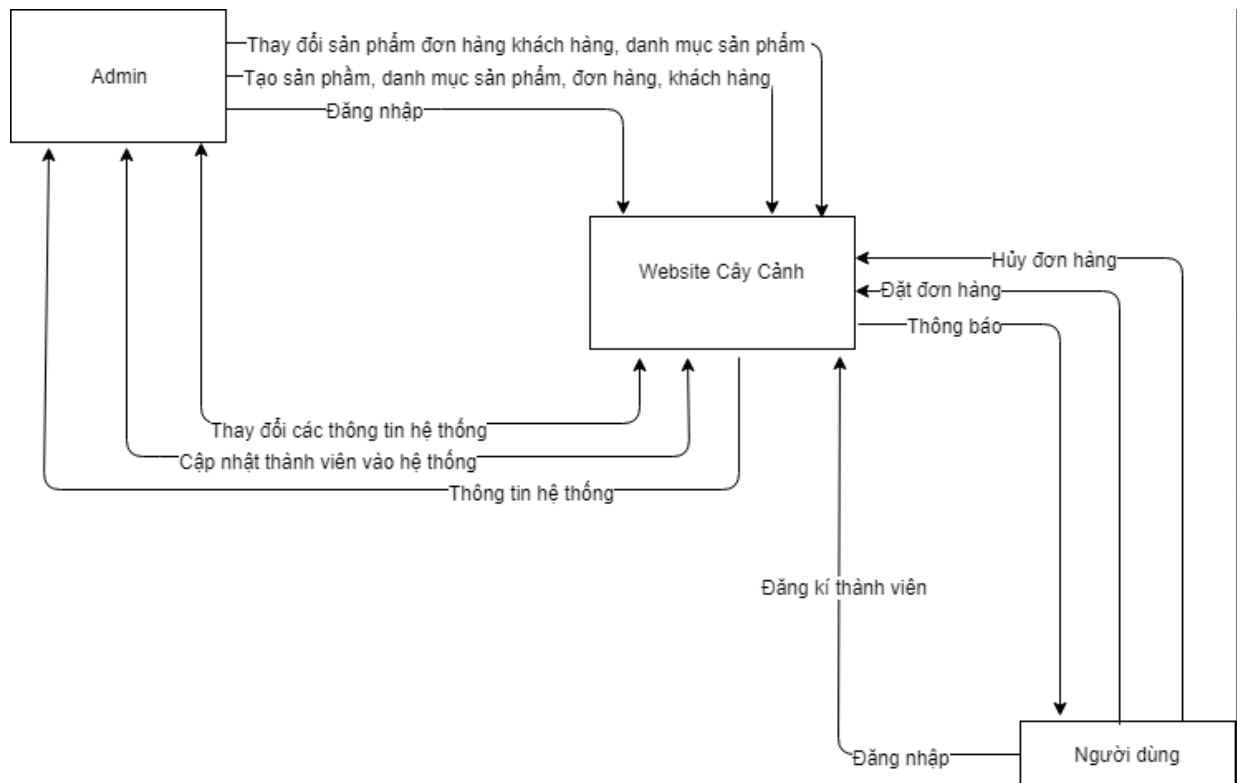 Admin
Thay đổi sản phẩm đơn hàng khách hàng, danh mục sản phẩm
Tạo sản phầm, danh mục sản phẩm, đơn hàng, khách hàng
Đăng nhập
Website Cây Cảnh
Hủy đơn hàng
Đặt đơn hàng
Thông báo
Thay đổi các thông tin hệ thống
Cập nhật thành viên vào hệ thống
Thông tin hệ thống
Đăng kí thành viên
Đăng nhập
Người dùng